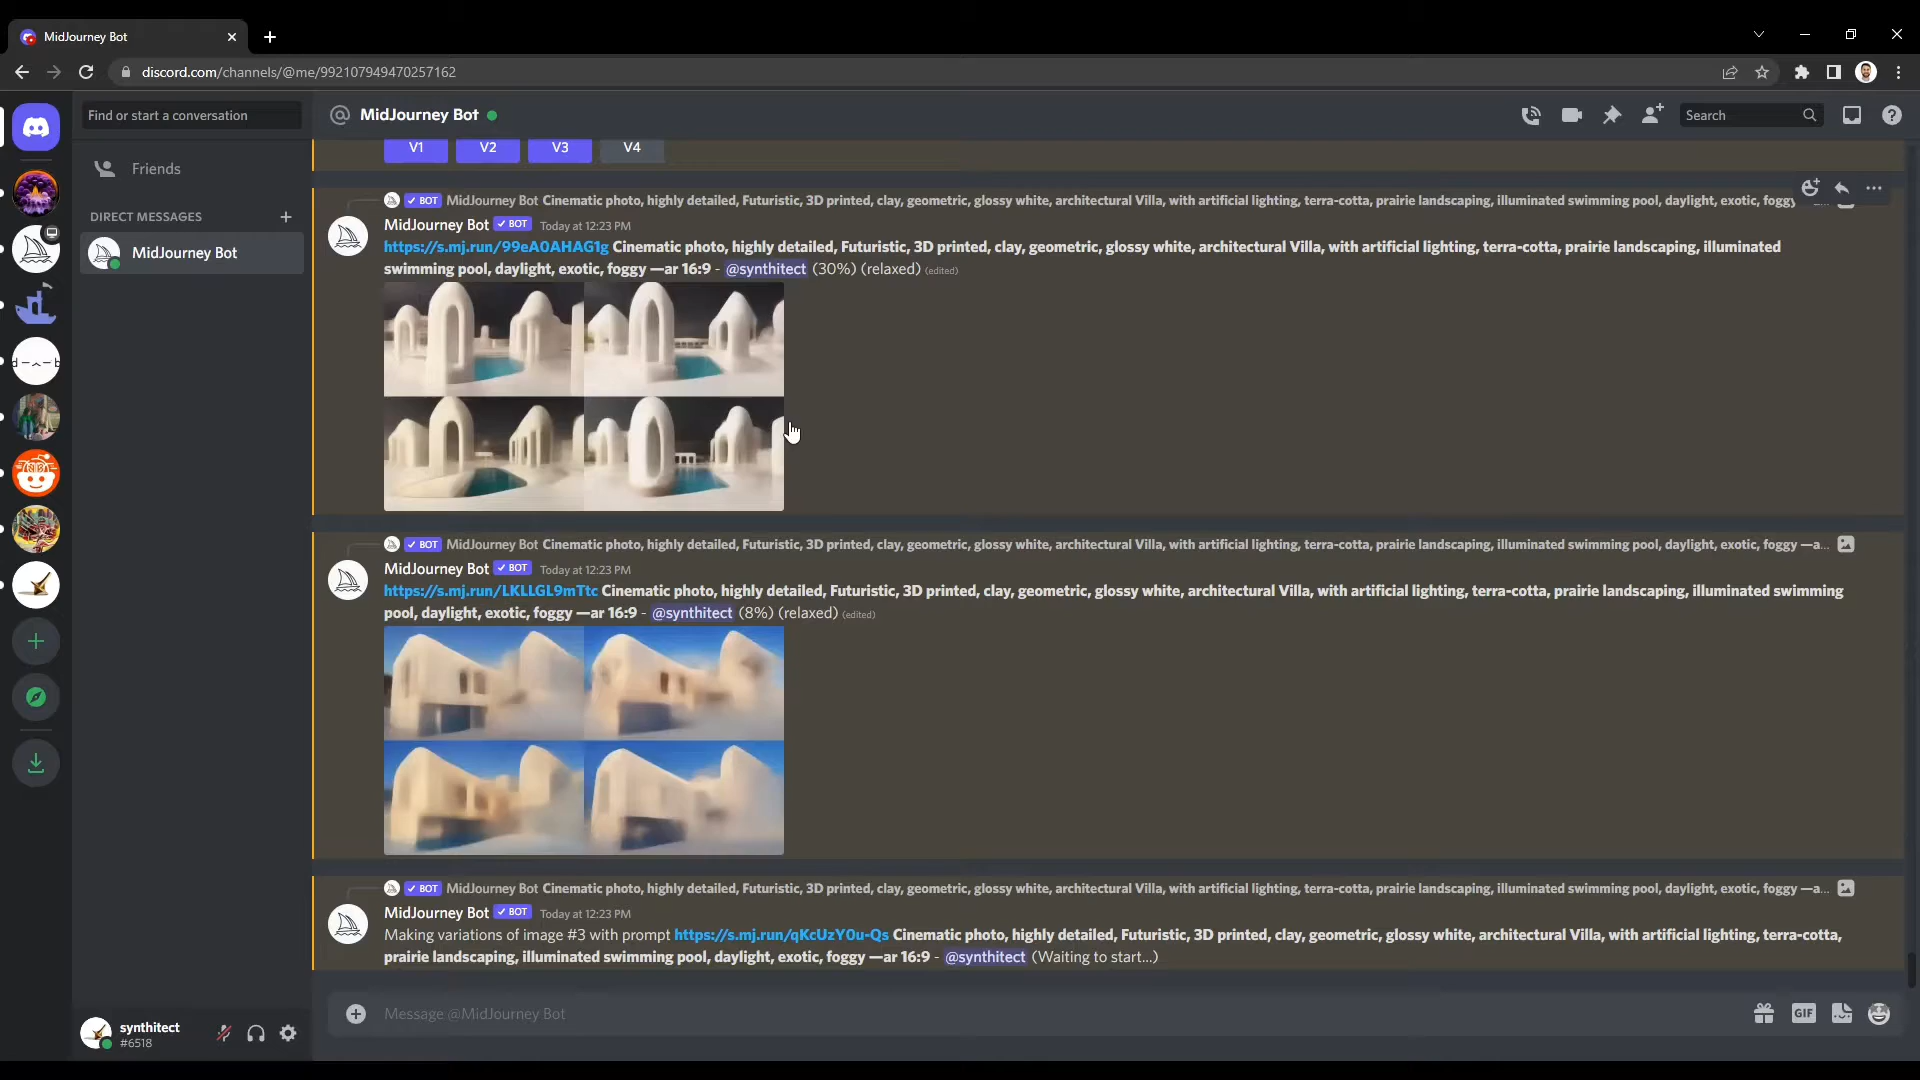 MidJourney Bot
discord.com/channels/@me/992107949470257162
Find or start a conversation
MidJourney Bot
Search
Friends
DIRECT MESSAGES
MidJourney Bot
V1 V2 V3 V4
BOT MidJourney Bot Cinematic photo, highly detailed, Futuristic, 3D printed, clay, geometric, glossy white, architectural Villa, with artificial lighting, terra-cotta, prairie landscaping, illuminated swimming pool, daylight, exotic, foggy
MidJourney Bot BOT Today at 12:23 PM
https://s.mj.run/99eA0AHAG1g Cinematic photo, highly detailed, Futuristic, 3D printed, clay, geometric, glossy white, architectural Villa, with artificial lighting, terra-cotta, prairie landscaping, illuminated
swimming pool, daylight, exotic, foggy —ar 16:9 - @synthitect (30%) (relaxed) (edited)
BOT MidJourney Bot Cinematic photo, highly detailed, Futuristic, 3D printed, clay, geometric, glossy white, architectural Villa, with artificial lighting, terra-cotta, prairie landscaping, illuminated swimming pool, daylight, exotic, foggy —a...
MidJourney Bot BOT Today at 12:23 PM
https://s.mj.run/LKLLGL9mTtc Cinematic photo, highly detailed, Futuristic, 3D printed, clay, geometric, glossy white, architectural Villa, with artificial lighting, terra-cotta, prairie landscaping, illuminated swimming
pool, daylight, exotic, foggy —ar 16:9 - @synthitect (8%) (relaxed) (edited)
BOT MidJourney Bot Cinematic photo, highly detailed, Futuristic, 3D printed, clay, geometric, glossy white, architectural Villa, with artificial lighting, terra-cotta, prairie landscaping, illuminated swimming pool, daylight, exotic, foggy —a...
MidJourney Bot BOT Today at 12:23 PM
Making variations of image #3 with prompt https://s.mj.run/qKcUzY0u-Qs Cinematic photo, highly detailed, Futuristic, 3D printed, clay, geometric, glossy white, architectural Villa, with artificial lighting, terra-cotta,
prairie landscaping, illuminated swimming pool, daylight, exotic, foggy —ar 16:9 - @synthitect (Waiting to start...)
Message @MidJourney Bot
GIF
synthitect
#6518